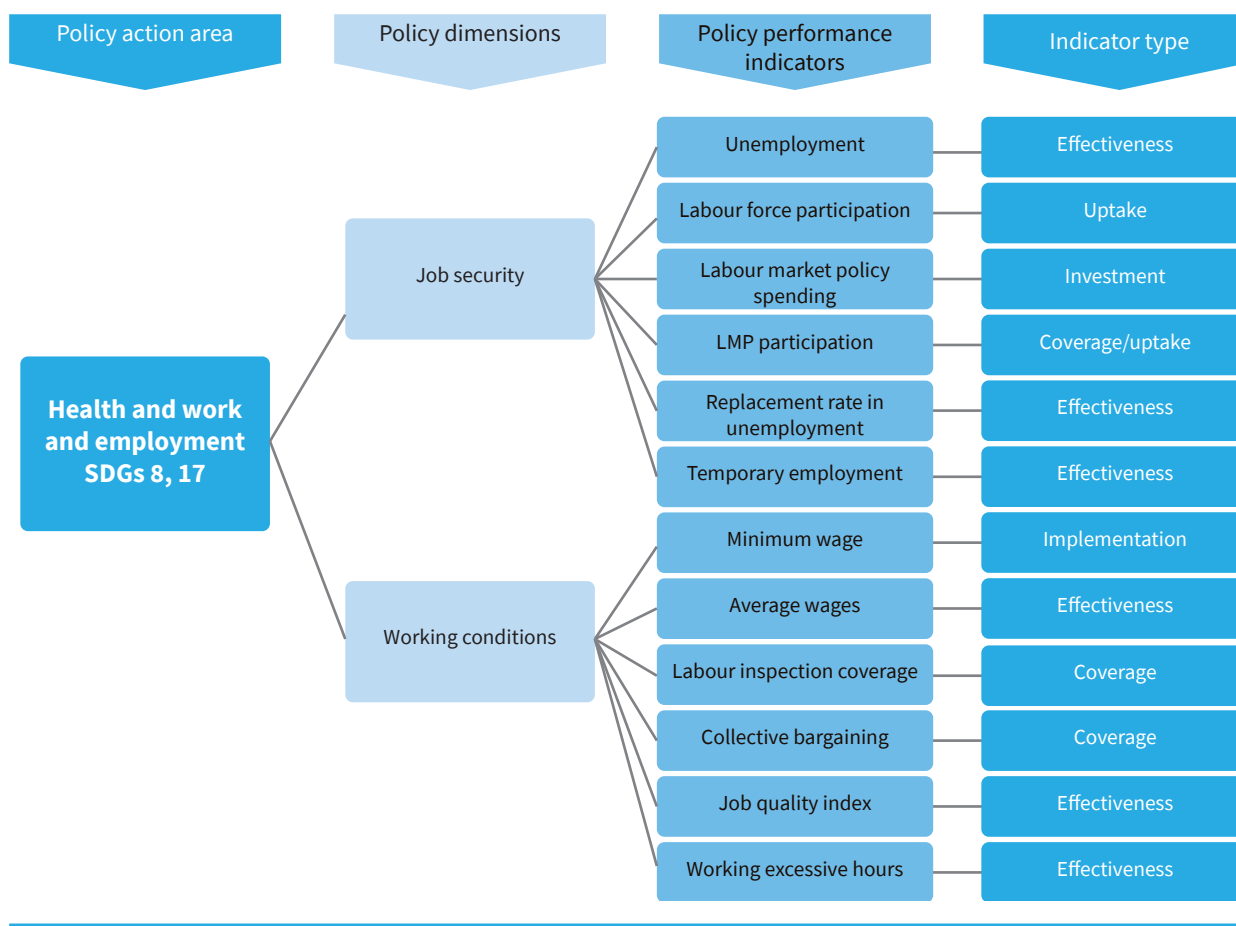 Policy action area
Policy dimensions
Policy performance
indicators
Indicator type
Health and work
and employment
SDGs 8, 17
Job security
Unemployment
Effectiveness
Labour force participation
Uptake
Labour market policy
spending
Investment
LMP participation
Coverage/uptake
Replacement rate in
unemployment
Effectiveness
Temporary employment
Effectiveness
Working conditions
Minimum wage
Implementation
Average wages
Effectiveness
Labour inspection coverage
Coverage
Collective bargaining
Coverage
Job quality index
Effectiveness
Working excessive hours
Effectiveness